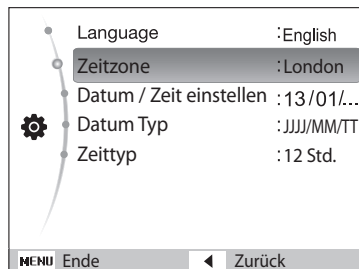 Language :English
Zeitzone :London
Datum / Zeit einstellen :13/01/...
Datum Typ :JJJJ/MM/TT
Zeittyp :12 Std.
MENU Ende ◀ Zurück